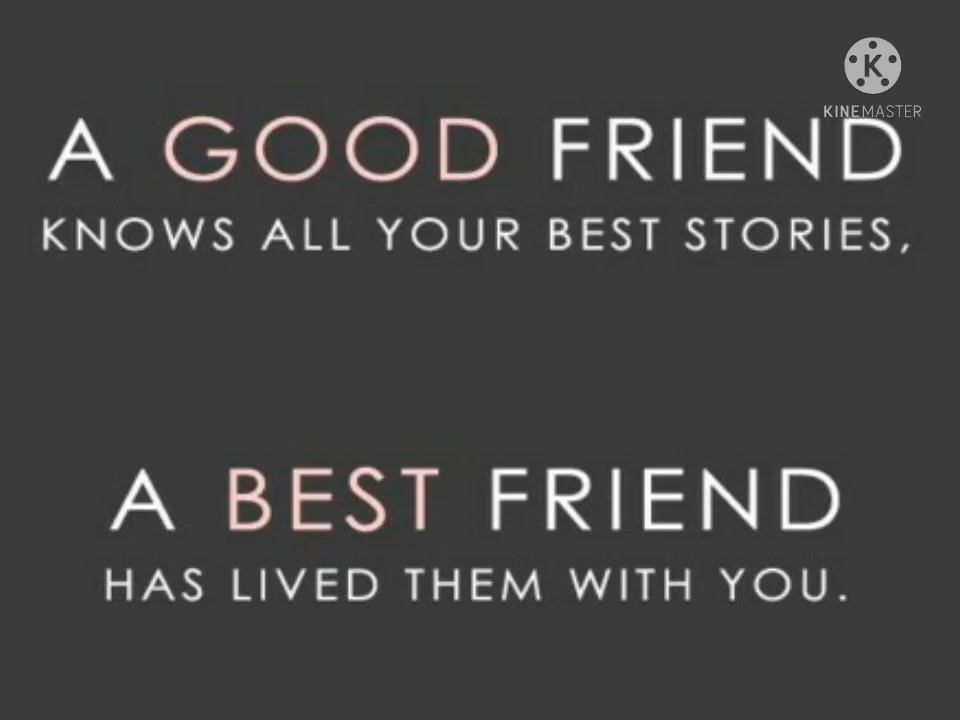 KINEMASTER
A GOOD FRIEND
KNOWS ALL YOUR BEST STORIES,
A BEST FRIEND
HAS LIVED THEM WITH YOU.